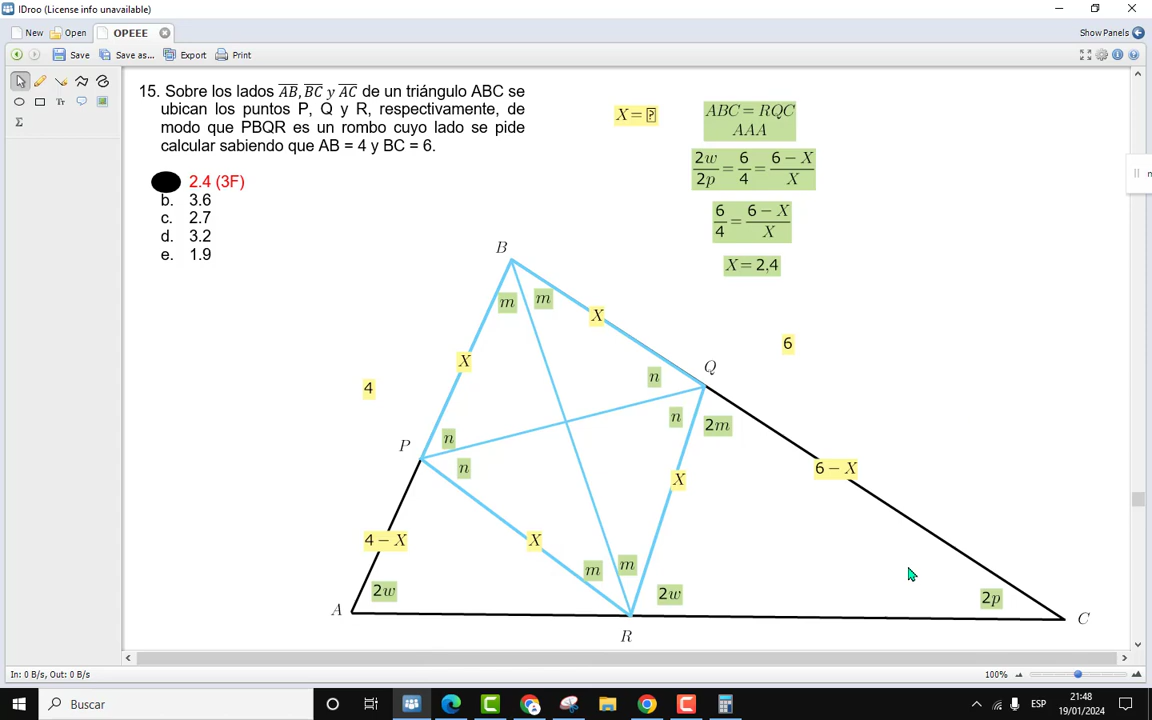 IDroo (License info unavailable)
New
Open
OPEEE
Show Panels
Save
Save as...
Export
Print
15. Sobre los lados AB, BC y AC de un triángulo ABC se
ubican los puntos P, Q y R, respectivamente, de
modo que PBQR es un rombo cuyo lado se pide
calcular sabiendo que AB = 4 y BC = 6.
2.4 (3F)
b. 3.6
c. 2.7
d. 3.2
e. 1.9
X = ?
ABC = RQC
AAA
2w/2p = 6/4 = 6 − X/X
6/4 = 6 − X/X
X = 2,4
B
m
m
X
Q
6
X
4
n
n
2m
P
n
n
X
6 − X
4 − X
X
m
m
A
2w
2w
2p
C
R
Tr
Σ
In: 0 B/s, Out: 0 B/s
100%
Buscar
ESP
21:48
19/01/2024